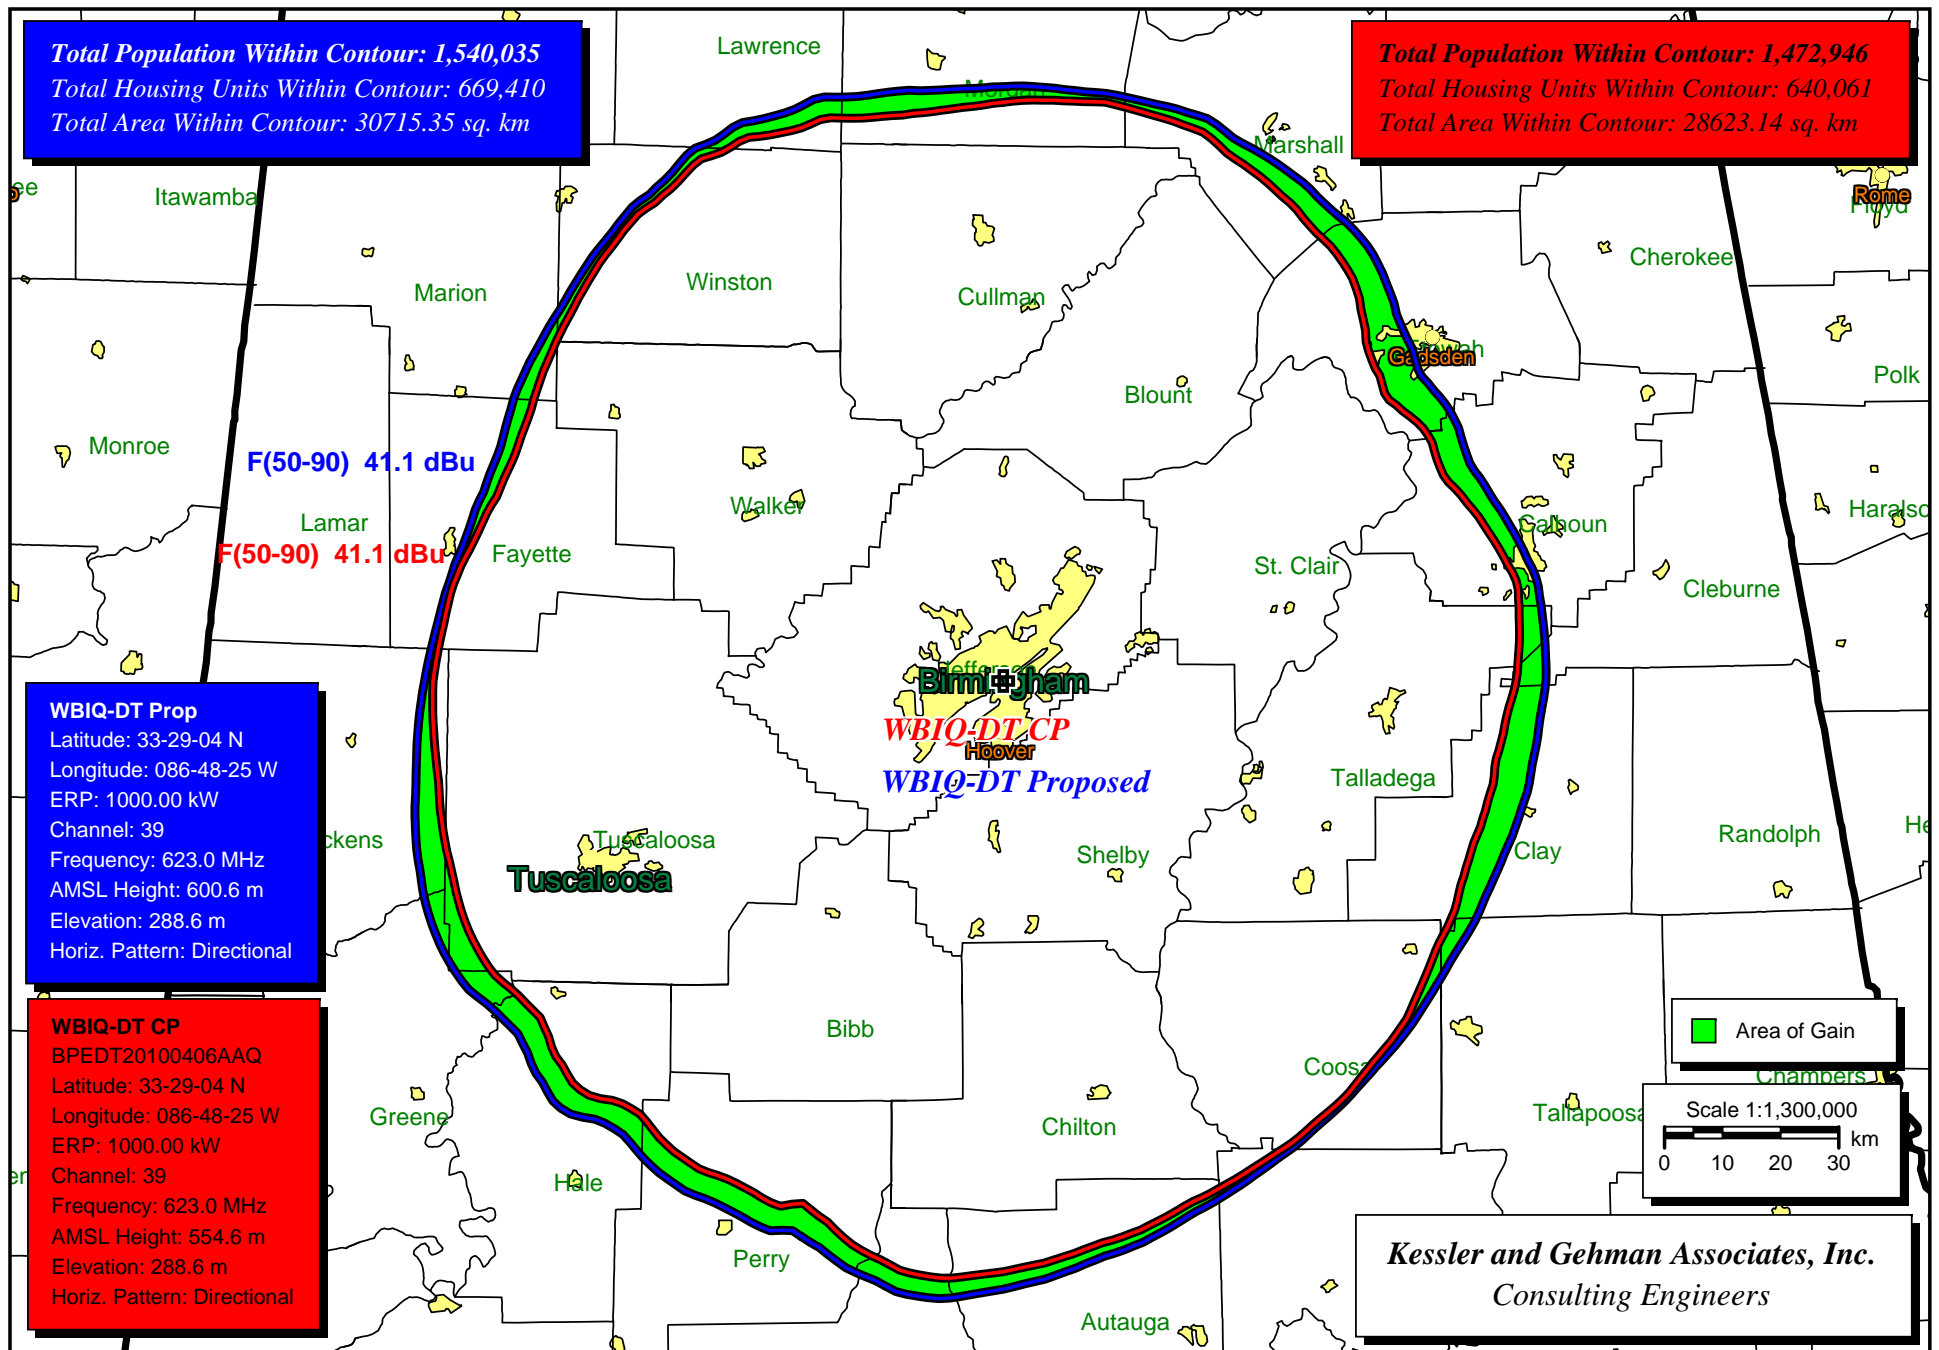 Total Population Within Contour: 1,540,035
Total Housing Units Within Contour: 669,410
Total Area Within Contour: 30715.35 sq. km
Total Population Within Contour: 1,472,946
Total Housing Units Within Contour: 640,061
Total Area Within Contour: 28623.14 sq. km
Lawrence
Morgan
Marshall
Itawamba
Rome
Floyd
Marion
Winston
Cullman
Cherokee
Etowah
Gadsden
Polk
Blount
Monroe
F(50-90) 41.1 dBu
Walker
Lamar
Calhoun
Haralso
F(50-90) 41.1 dBu
Fayette
St. Clair
Cleburne
Jefferson
Birmingham
WBIQ-DT CP
Hoover
WBIQ-DT Proposed
Talladega
WBIQ-DT Prop
Latitude: 33-29-04 N
Longitude: 086-48-25 W
ERP: 1000.00 kW
Channel: 39
Frequency: 623.0 MHz
AMSL Height: 600.6 m
Elevation: 288.6 m
Horiz. Pattern: Directional
ckens
Tuscaloosa
Tuscaloosa
Shelby
Clay
Randolph
He
WBIQ-DT CP
BPEDT20100406AAQ
Latitude: 33-29-04 N
Longitude: 086-48-25 W
ERP: 1000.00 kW
Channel: 39
Frequency: 623.0 MHz
AMSL Height: 554.6 m
Elevation: 288.6 m
Horiz. Pattern: Directional
Bibb
Coosa
Area of Gain
Chambers
Greene
Chilton
Tallapoosa
Scale 1:1,300,000
km
0 10 20 30
Hale
Perry
Autauga
Kessler and Gehman Associates, Inc.
Consulting Engineers